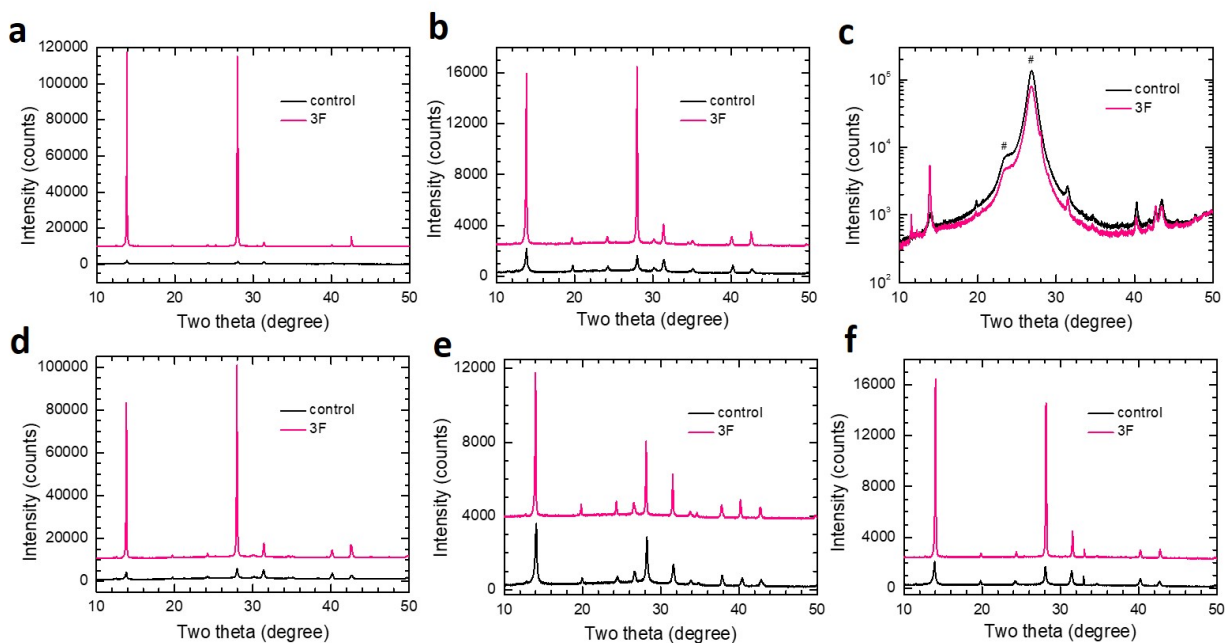 a
120000
100000
80000
60000
40000
20000
0
Intensity (counts)
control
3F
10 20 30 40 50
Two theta (degree)
b
16000
12000
8000
4000
0
Intensity (counts)
control
3F
10 20 30 40 50
Two theta (degree)
c
10^5
10^4
10^3
10^2
Intensity (counts)
#
#
control
3F
10 20 30 40 50
Two theta (degree)
d
100000
80000
60000
40000
20000
0
Intensity (counts)
control
3F
10 20 30 40 50
Two theta (degree)
e
12000
8000
4000
0
Intensity (counts)
control
3F
10 20 30 40 50
Two theta (degree)
f
16000
12000
8000
4000
0
Intensity (counts)
control
3F
10 20 30 40 50
Two theta (degree)